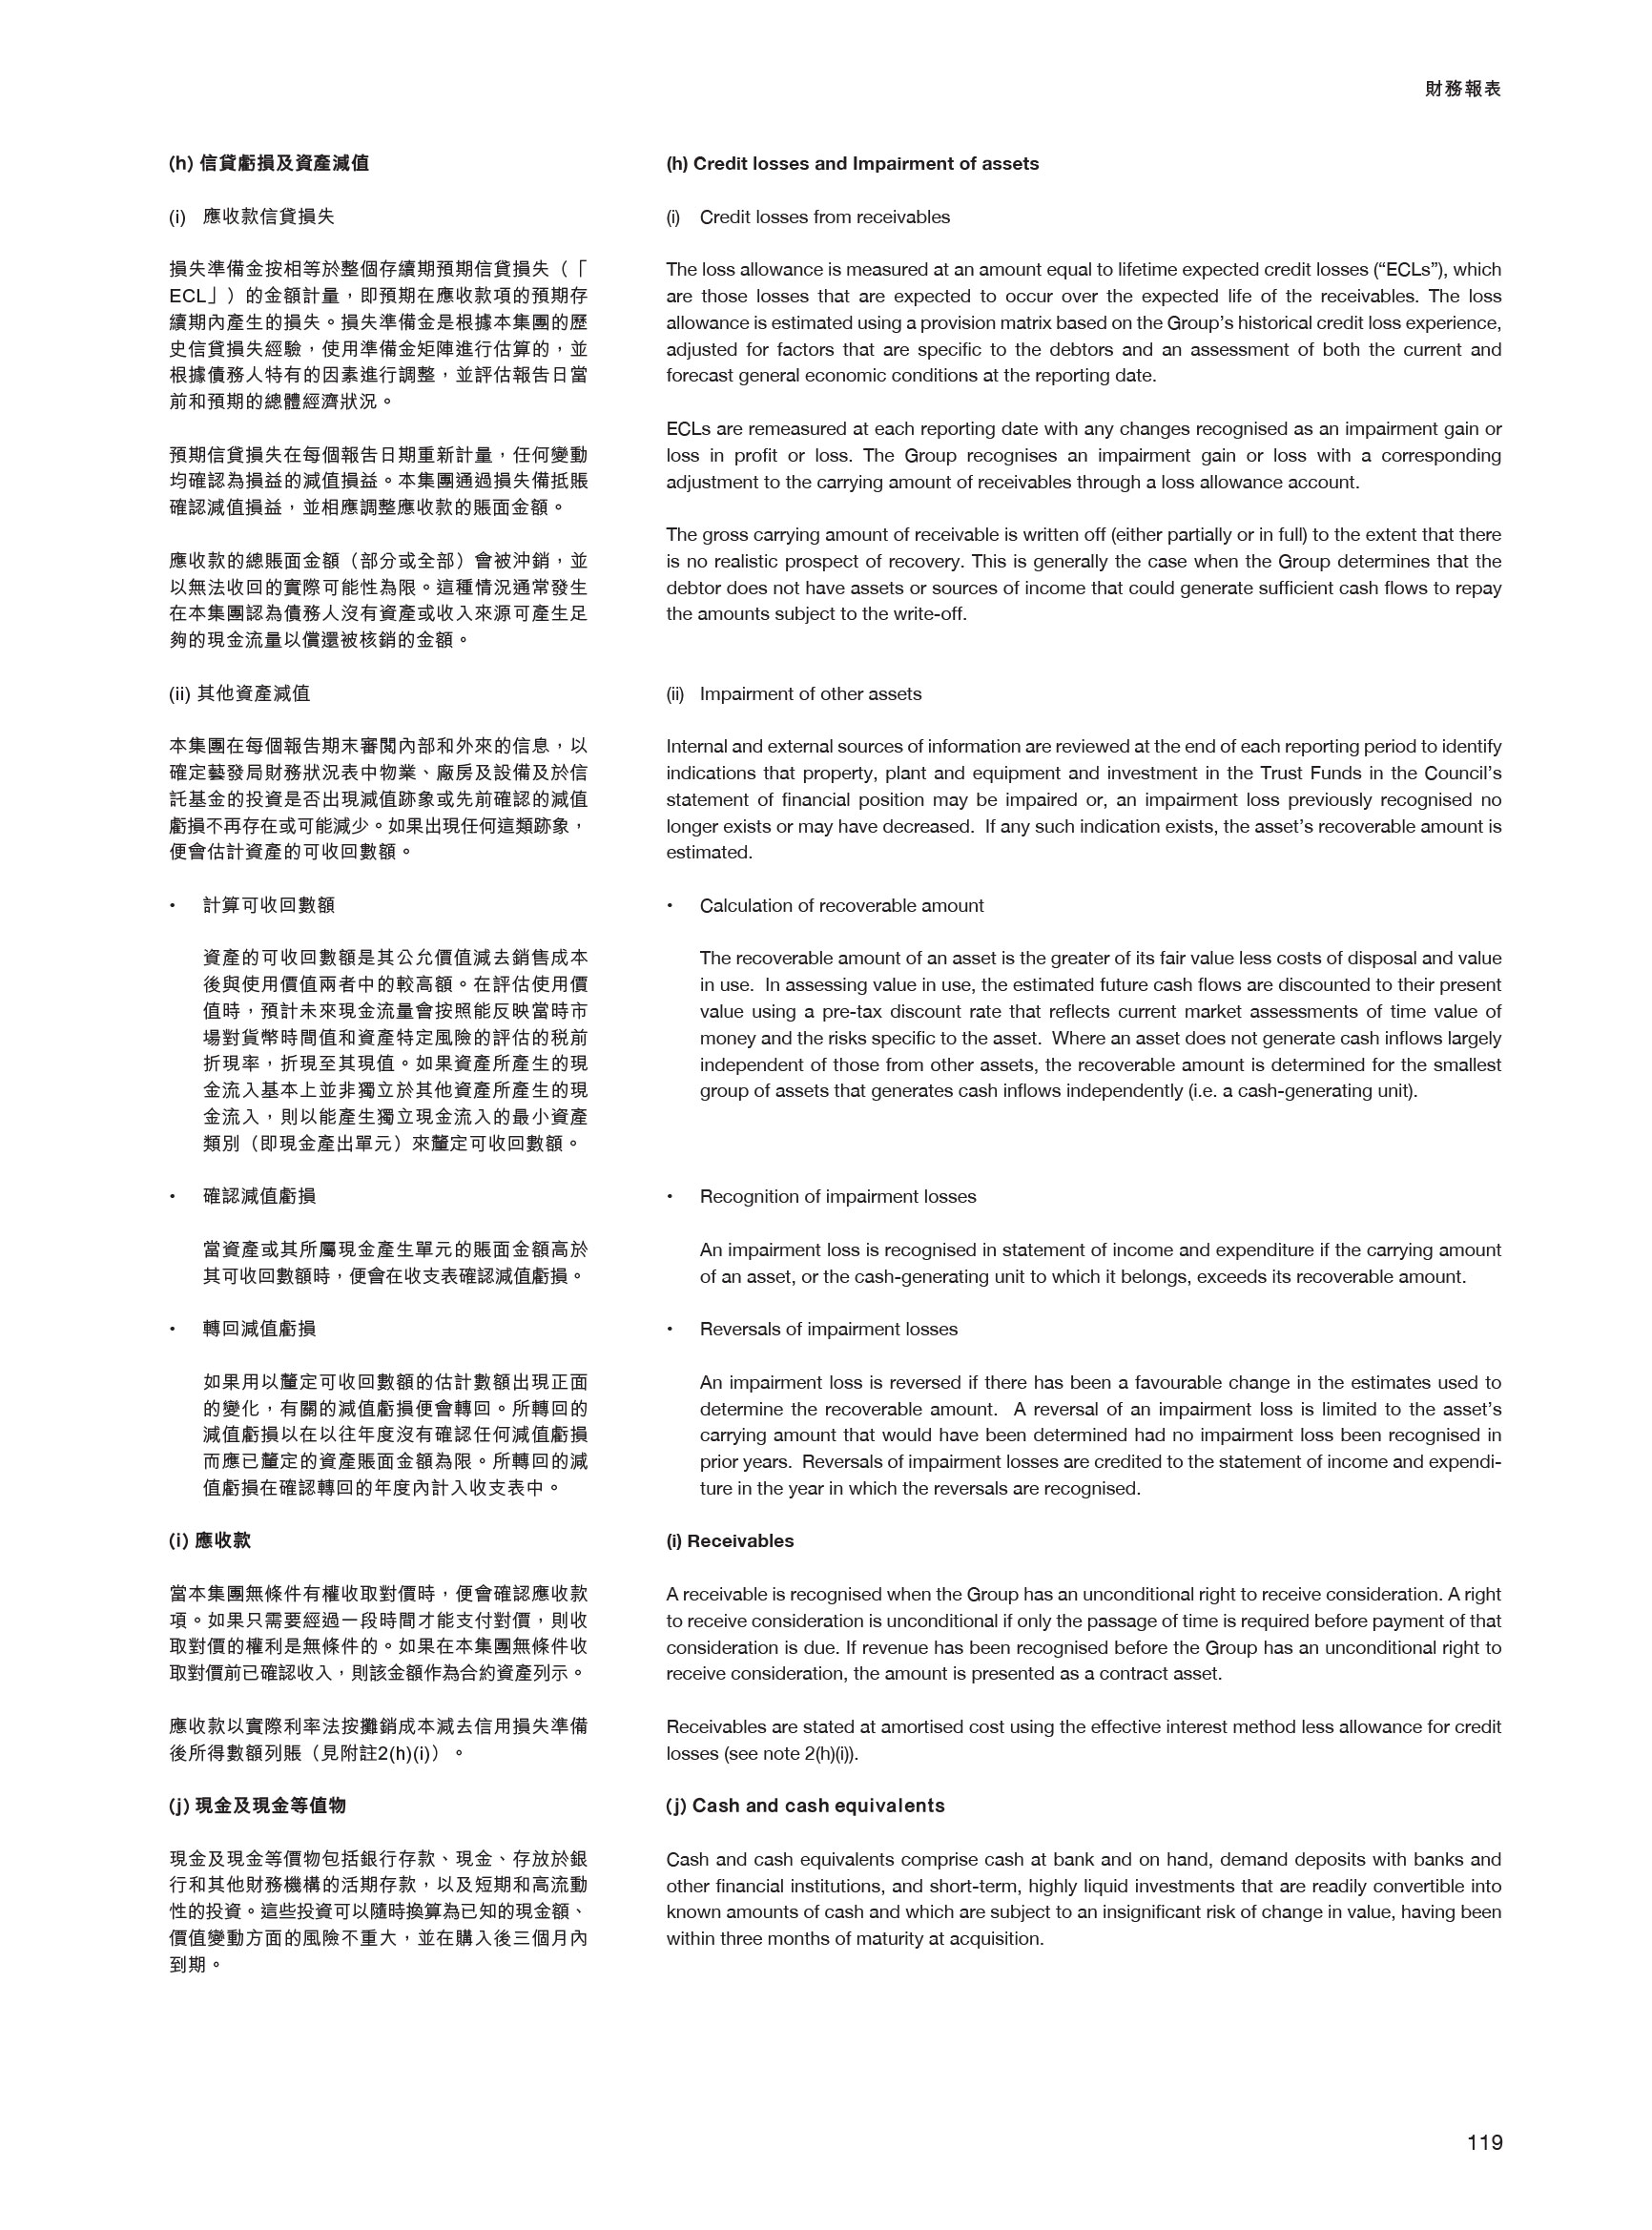 財務報表
(h) 信貸虧損及資產減值
(i) 應收款信貸損失
損失準備金按相等於整個存續期預期信貸損失（「
ECL」）的金額計量，即預期在應收款項的預期存
續期內產生的損失。損失準備金是根據本集團的歷
史信貸損失經驗，使用準備金矩陣進行估算的，並
根據債務人特有的因素進行調整，並評估報告日當
前和預期的總體經濟狀況。
預期信貸損失在每個報告日期重新計量，任何變動
均確認為損益的減值損益。本集團通過損失備抵賬
確認減值損益，並相應調整應收款的賬面金額。
應收款的總賬面金額（部分或全部）會被沖銷，並
以無法收回的實際可能性為限。這種情況通常發生
在本集團認為債務人沒有資產或收入來源可產生足
夠的現金流量以償還被核銷的金額。
(ii) 其他資產減值
本集團在每個報告期末審閱內部和外來的信息，以
確定藝發局財務狀況表中物業、廠房及設備及於信
託基金的投資是否出現減值跡象或先前確認的減值
虧損不再存在或可能減少。如果出現任何這類跡象，
便會估計資產的可收回數額。
• 計算可收回數額
資產的可收回數額是其公允價值減去銷售成本
後與使用價值兩者中的較高額。在評估使用價
值時，預計未來現金流量會按照能反映當時市
場對貨幣時間值和資產特定風險的評估的税前
折現率，折現至其現值。如果資產所產生的現
金流入基本上並非獨立於其他資產所產生的現
金流入，則以能產生獨立現金流入的最小資產
類別（即現金產出單元）來釐定可收回數額。
• 確認減值虧損
當資產或其所屬現金產生單元的賬面金額高於
其可收回數額時，便會在收支表確認減值虧損。
• 轉回減值虧損
如果用以釐定可收回數額的估計數額出現正面
的變化，有關的減值虧損便會轉回。所轉回的
減值虧損以在以往年度沒有確認任何減值虧損
而應已釐定的資產賬面金額為限。所轉回的減
值虧損在確認轉回的年度內計入收支表中。
(i) 應收款
當本集團無條件有權收取對價時，便會確認應收款
項。如果只需要經過一段時間才能支付對價，則收
取對價的權利是無條件的。如果在本集團無條件收
取對價前已確認收入，則該金額作為合約資產列示。
應收款以實際利率法按攤銷成本減去信用損失準備
後所得數額列賬（見附註2(h)(i)）。
(j) 現金及現金等值物
現金及現金等價物包括銀行存款、現金、存放於銀
行和其他財務機構的活期存款，以及短期和高流動
性的投資。這些投資可以隨時換算為已知的現金額、
價值變動方面的風險不重大，並在購入後三個月內
到期。
(h) Credit losses and Impairment of assets
(i) Credit losses from receivables
The loss allowance is measured at an amount equal to lifetime expected credit losses (“ECLs”), which
are those losses that are expected to occur over the expected life of the receivables. The loss
allowance is estimated using a provision matrix based on the Group’s historical credit loss experience,
adjusted for factors that are specific to the debtors and an assessment of both the current and
forecast general economic conditions at the reporting date.
ECLs are remeasured at each reporting date with any changes recognised as an impairment gain or
loss in profit or loss. The Group recognises an impairment gain or loss with a corresponding
adjustment to the carrying amount of receivables through a loss allowance account.
The gross carrying amount of receivable is written off (either partially or in full) to the extent that there
is no realistic prospect of recovery. This is generally the case when the Group determines that the
debtor does not have assets or sources of income that could generate sufficient cash flows to repay
the amounts subject to the write-off.
(ii) Impairment of other assets
Internal and external sources of information are reviewed at the end of each reporting period to identify
indications that property, plant and equipment and investment in the Trust Funds in the Council’s
statement of financial position may be impaired or, an impairment loss previously recognised no
longer exists or may have decreased. If any such indication exists, the asset’s recoverable amount is
estimated.
• Calculation of recoverable amount
The recoverable amount of an asset is the greater of its fair value less costs of disposal and value
in use. In assessing value in use, the estimated future cash flows are discounted to their present
value using a pre-tax discount rate that reflects current market assessments of time value of
money and the risks specific to the asset. Where an asset does not generate cash inflows largely
independent of those from other assets, the recoverable amount is determined for the smallest
group of assets that generates cash inflows independently (i.e. a cash-generating unit).
• Recognition of impairment losses
An impairment loss is recognised in statement of income and expenditure if the carrying amount
of an asset, or the cash-generating unit to which it belongs, exceeds its recoverable amount.
• Reversals of impairment losses
An impairment loss is reversed if there has been a favourable change in the estimates used to
determine the recoverable amount. A reversal of an impairment loss is limited to the asset’s
carrying amount that would have been determined had no impairment loss been recognised in
prior years. Reversals of impairment losses are credited to the statement of income and expendi-
ture in the year in which the reversals are recognised.
(i) Receivables
A receivable is recognised when the Group has an unconditional right to receive consideration. A right
to receive consideration is unconditional if only the passage of time is required before payment of that
consideration is due. If revenue has been recognised before the Group has an unconditional right to
receive consideration, the amount is presented as a contract asset.
Receivables are stated at amortised cost using the effective interest method less allowance for credit
losses (see note 2(h)(i)).
(j) Cash and cash equivalents
Cash and cash equivalents comprise cash at bank and on hand, demand deposits with banks and
other financial institutions, and short-term, highly liquid investments that are readily convertible into
known amounts of cash and which are subject to an insignificant risk of change in value, having been
within three months of maturity at acquisition.
119